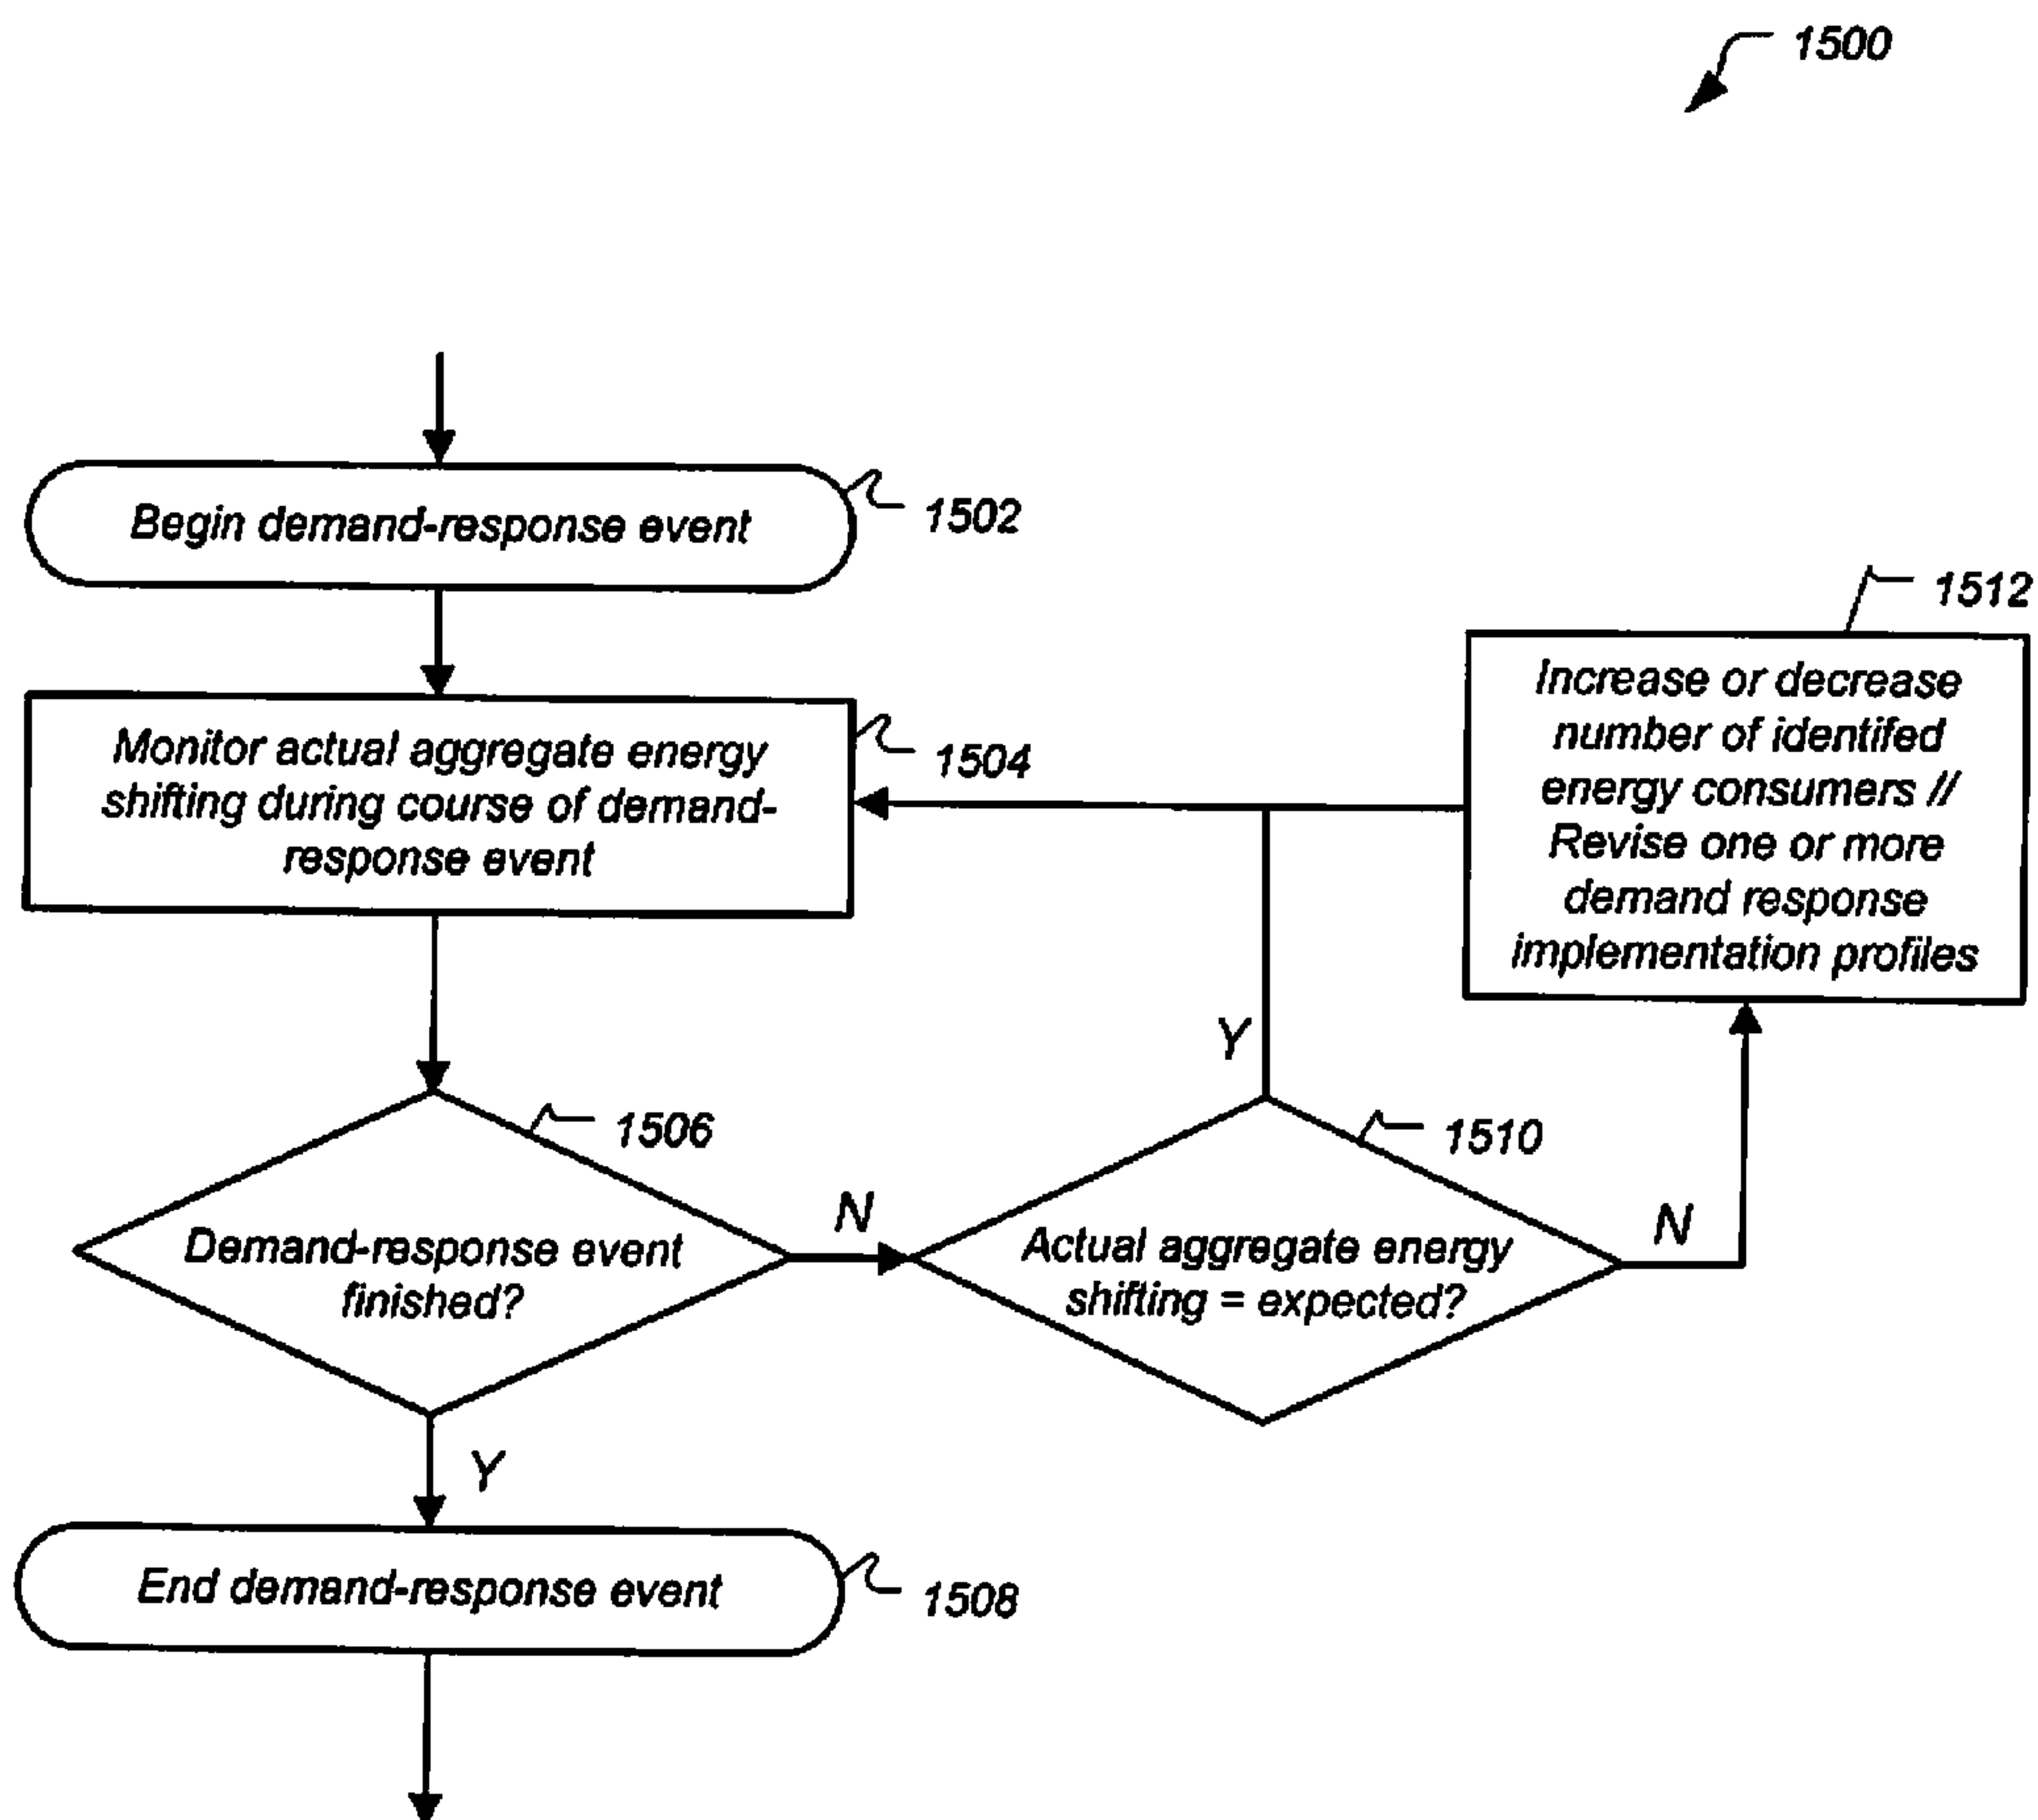 1500
Begin demand-response event
1502
Monitor actual aggregate energy
shifting during course of demand-
response event
1504
Increase or decrease
number of identifed
energy consumers //
Revise one or more
demand response
implementation profiles
1512
Demand-response event
finished?
1506
N
Y
Actual aggregate energy
shifting = expected?
1510
Y
N
End demand-response event
1508